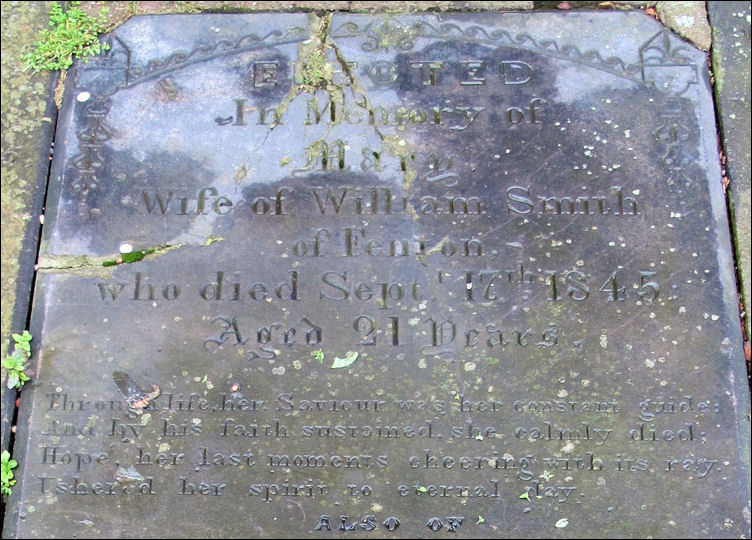 ERECTED
In Memory of
Mary,
Wife of William Smith,
of Fenton,
who died Sept.r 17th 1845:
Aged 21 Years.
Through life, her Saviour was her constant guide:
And by his faith sustained, she calmly died,
Hope, her last moments cheering with its ray,
Ushered her spirit to eternal day.
ALSO OF